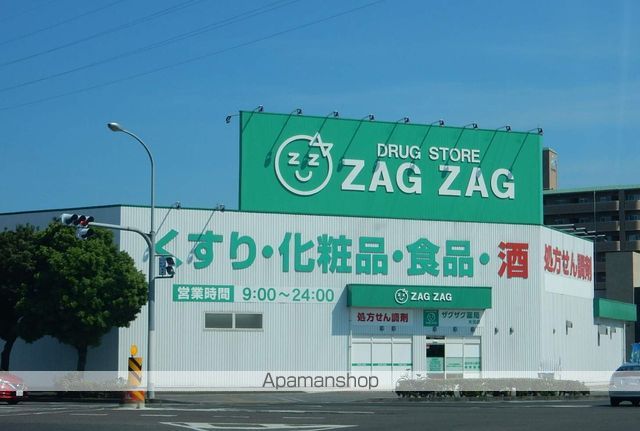 DRUG STORE
ZAG ZAG
くすり・化粧品・食品・酒
処方せん調剤
営業時間 9:00～24:00
ZAG ZAG
処方せん調剤
ザグザグ薬局
Apamanshop